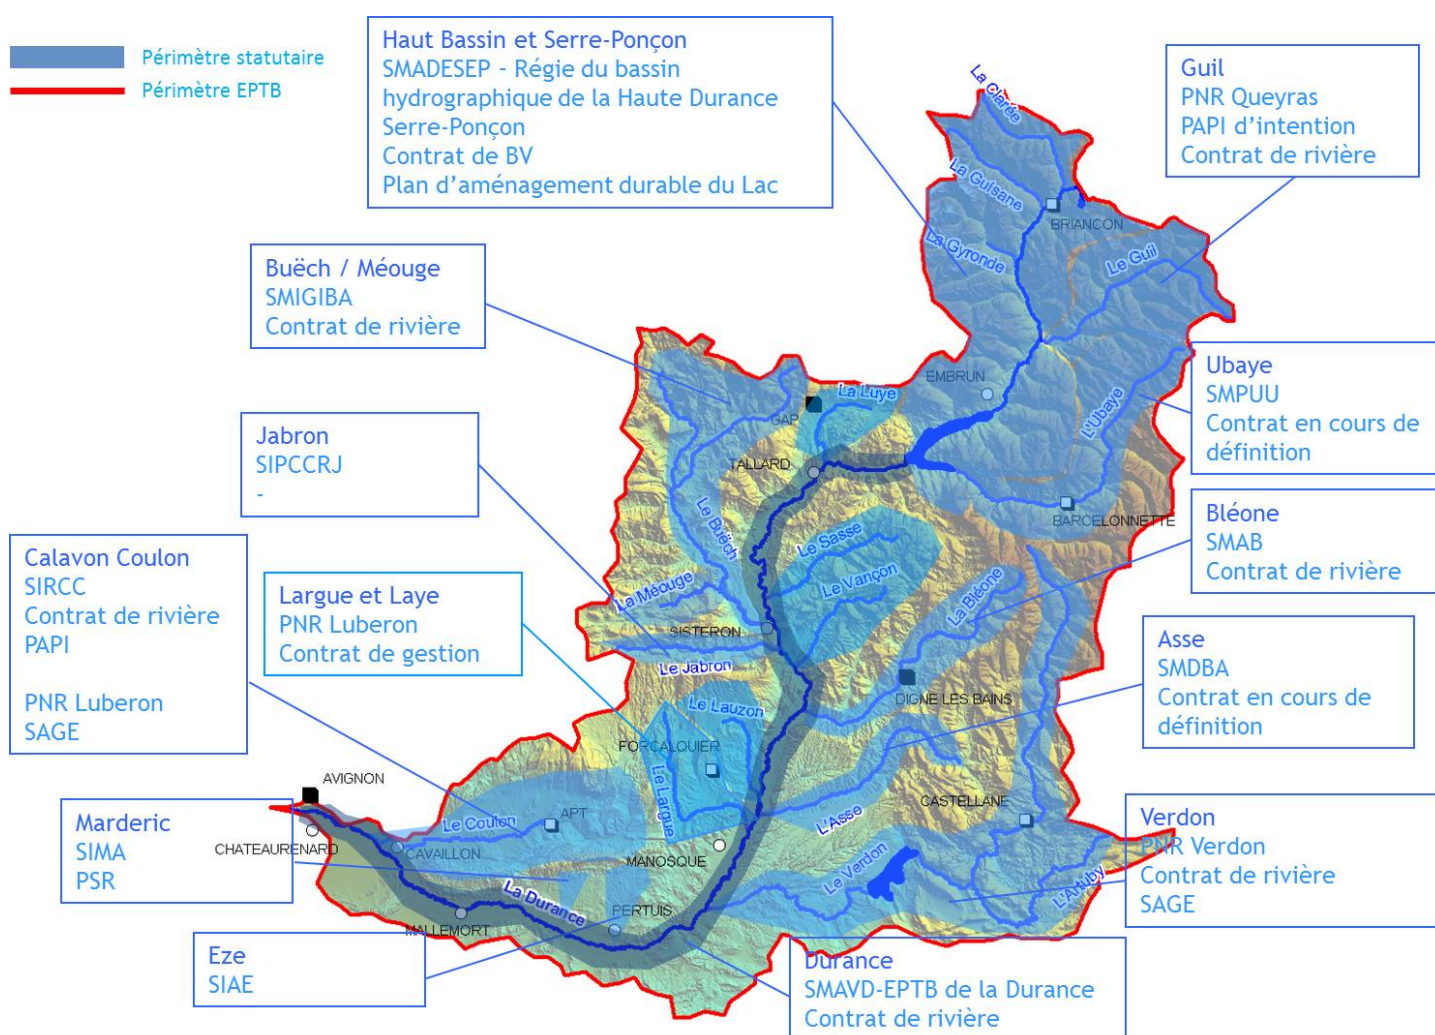 Périmètre statutaire
Périmètre EPTB
Haut Bassin et Serre-Ponçon
SMADESEP - Régie du bassin
hydrographique de la Haute Durance
Serre-Ponçon
Contrat de BV
Plan d'aménagement durable du Lac
Guil
PNR Queyras
PAPI d'intention
Contrat de rivière
Buëch / Méouge
SMIGIBA
Contrat de rivière
Ubaye
SMPUU
Contrat en cours de
définition
Jabron
SIPCCRJ
-
Bléone
SMAB
Contrat de rivière
Calavon Coulon
SIRCC
Contrat de rivière
PAPI
PNR Luberon
SAGE
Largue et Laye
PNR Luberon
Contrat de gestion
Asse
SMDBA
Contrat en cours de
définition
Marderic
SIMA
PSR
Verdon
PNR Verdon
Contrat de rivière
SAGE
Eze
SIAE
Durance
SMAVD-EPTB de la Durance
Contrat de rivière
La Clarée
La Guisane
BRIANCON
La Gyronde
Le Guil
EMBRUN
La Luye
GAP
L'Ubaye
TALLARD
BARCELONNETTE
Le Buëch
Le Sasse
Le Vançon
La Bléone
La Méouge
SISTERON
Le Jabron
DIGNE LES BAINS
Le Lauzon
FORCALQUIER
Le Largue
AVIGNON
CHATEAURENARD
Le Coulon
APT
CAVAILLON
MANOSQUE
L'Asse
CASTELLANE
Le Verdon
L'Artuby
La Durance
PERTUIS
MALLEMORT